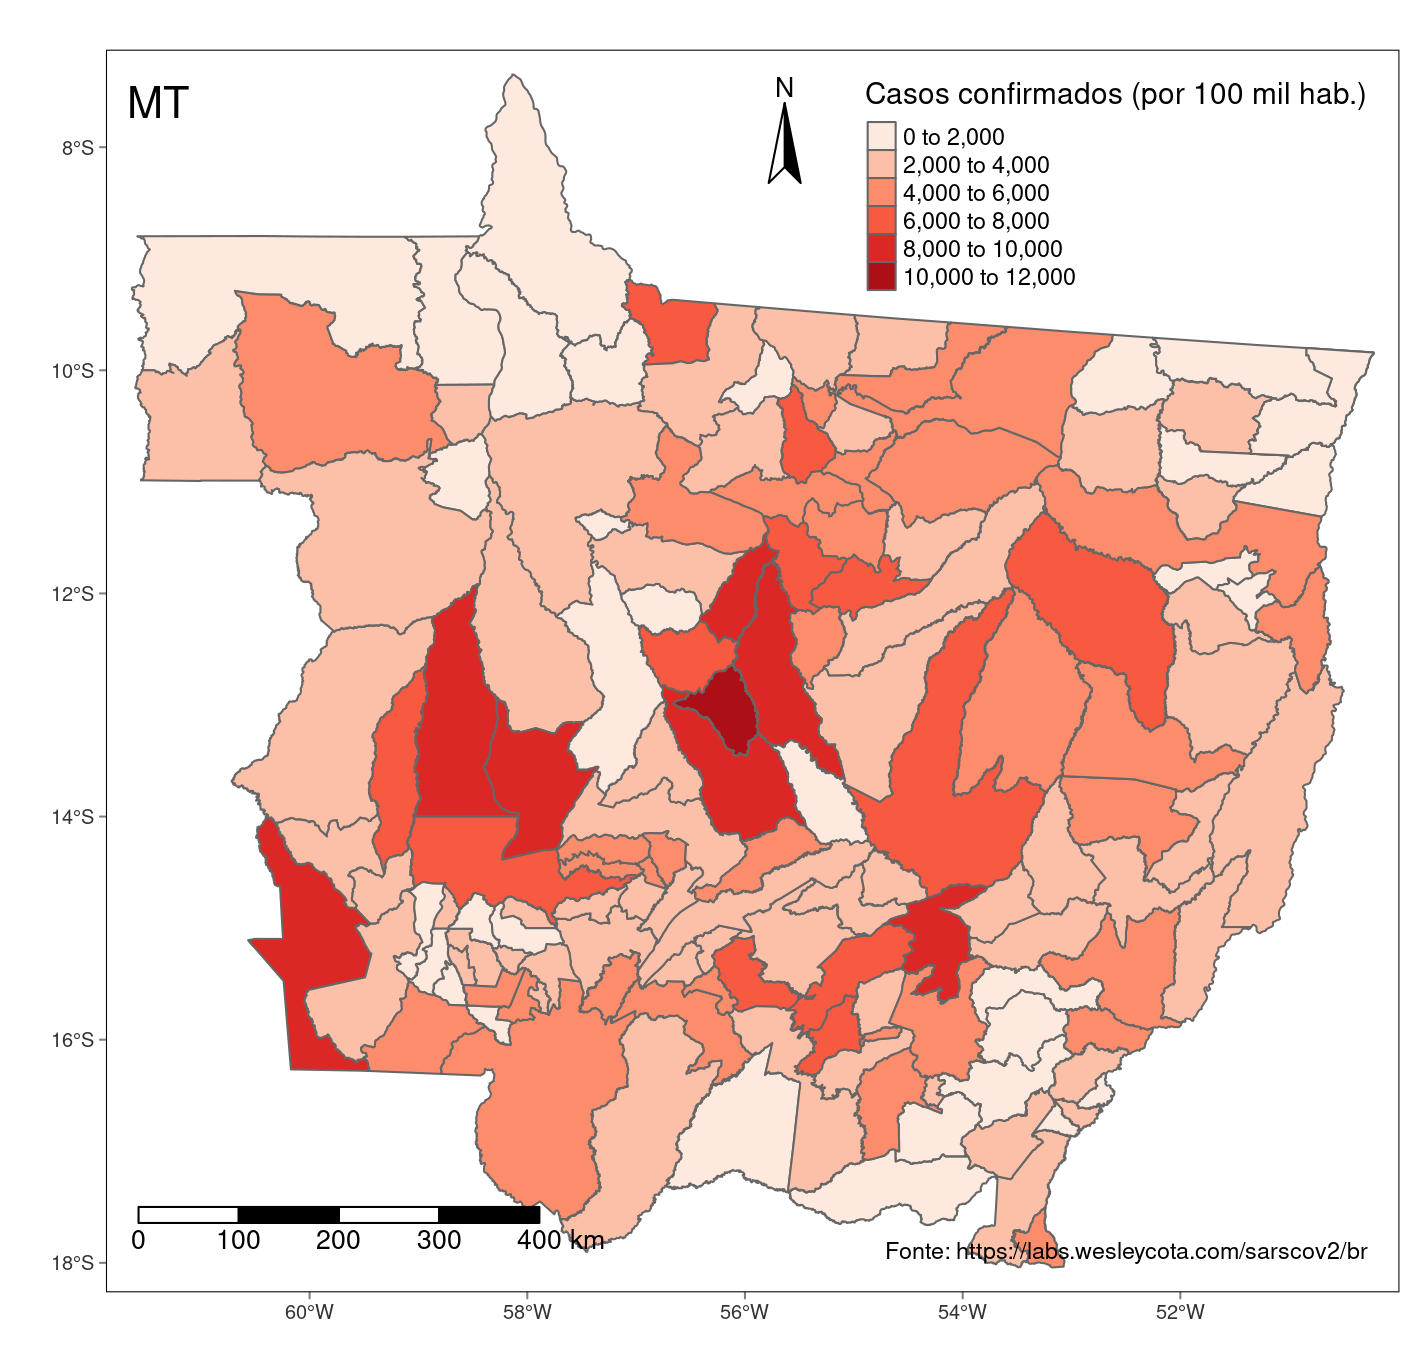 MT
N
Casos confirmados (por 100 mil hab.)
0 to 2,000
2,000 to 4,000
4,000 to 6,000
6,000 to 8,000
8,000 to 10,000
10,000 to 12,000
8°S
10°S
12°S
14°S
16°S
18°S
0 100 200 300 400 km
Fonte: https://labs.wesleycota.com/sarscov2/br
60°W 58°W 56°W 54°W 52°W